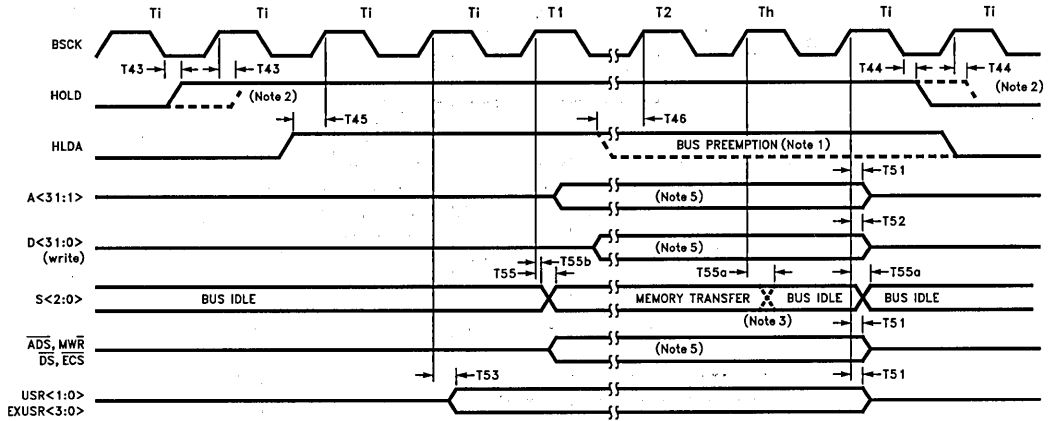 Ti Ti Ti Ti T1 T2 Th Ti Ti
BSCK
T43 T43 T44 T44
HOLD (Note 2) (Note 2)
T45 T46
HLDA BUS PREEMPTION (Note 1)
T51
A<31:1> (Note 5)
T52
D<31:0> (Note 5)
(write)
T55 T55b T55a T55a
S<2:0> BUS IDLE MEMORY TRANSFER BUS IDLE BUS IDLE
(Note 3)
T51
ADS, MWR (Note 5)
DS, ECS
T53 T51
USR<1:0>
EXUSR<3:0>